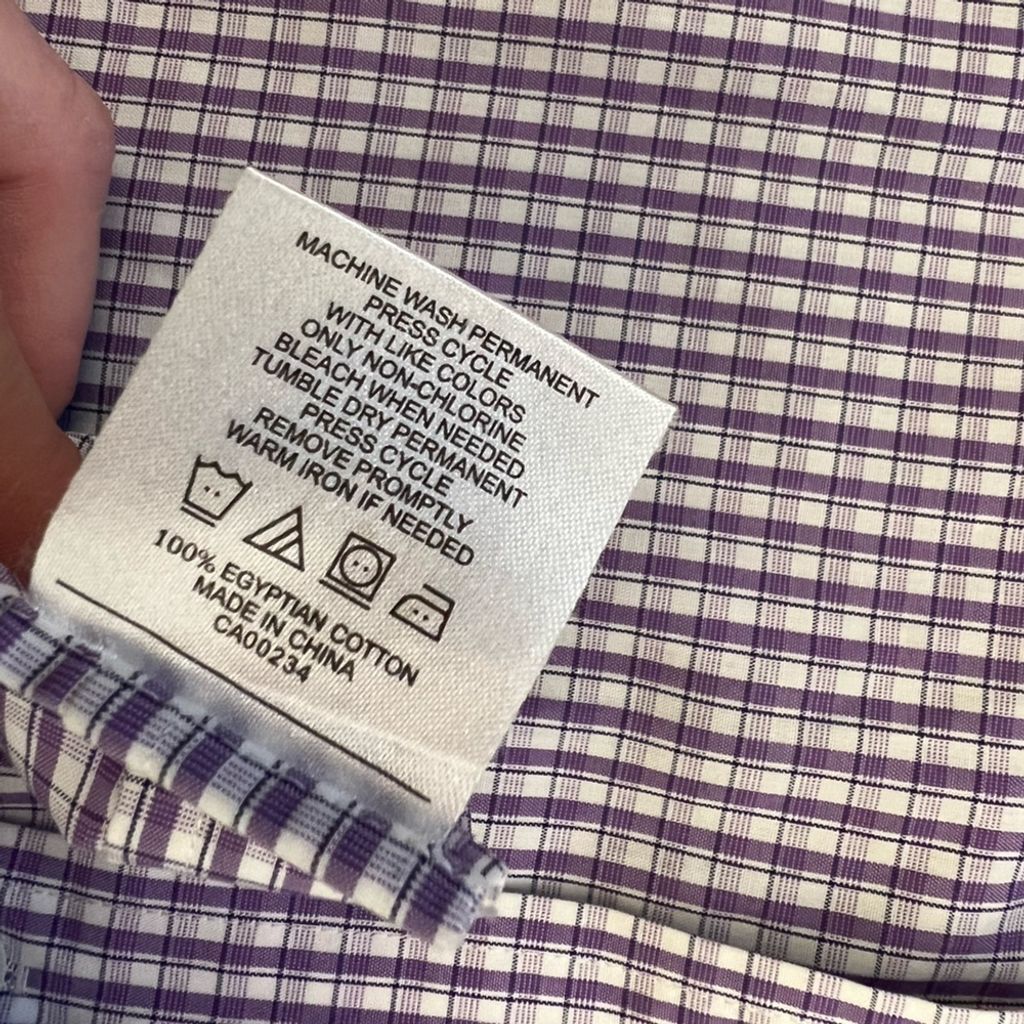 MACHINE WASH PERMANENT
PRESS CYCLE
WITH LIKE COLORS
ONLY NON-CHLORINE
BLEACH WHEN NEEDED
TUMBLE DRY PERMANENT
PRESS CYCLE
REMOVE PROMPTLY
WARM IRON IF NEEDED
100% EGYPTIAN COTTON
MADE IN CHINA
CA00234